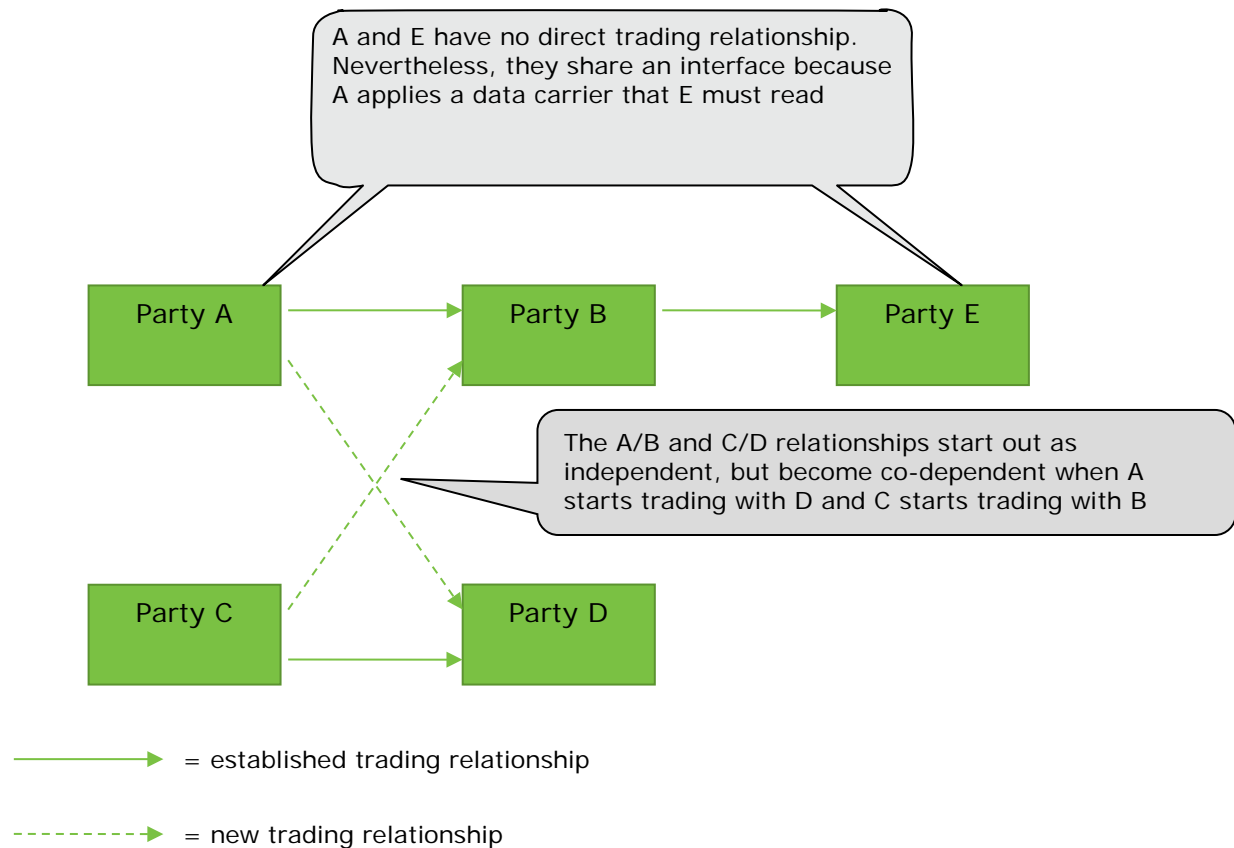 A and E have no direct trading relationship.
Nevertheless, they share an interface because
A applies a data carrier that E must read
Party A
Party B
Party E
The A/B and C/D relationships start out as
independent, but become co-dependent when A
starts trading with D and C starts trading with B
Party C
Party D
= established trading relationship
= new trading relationship